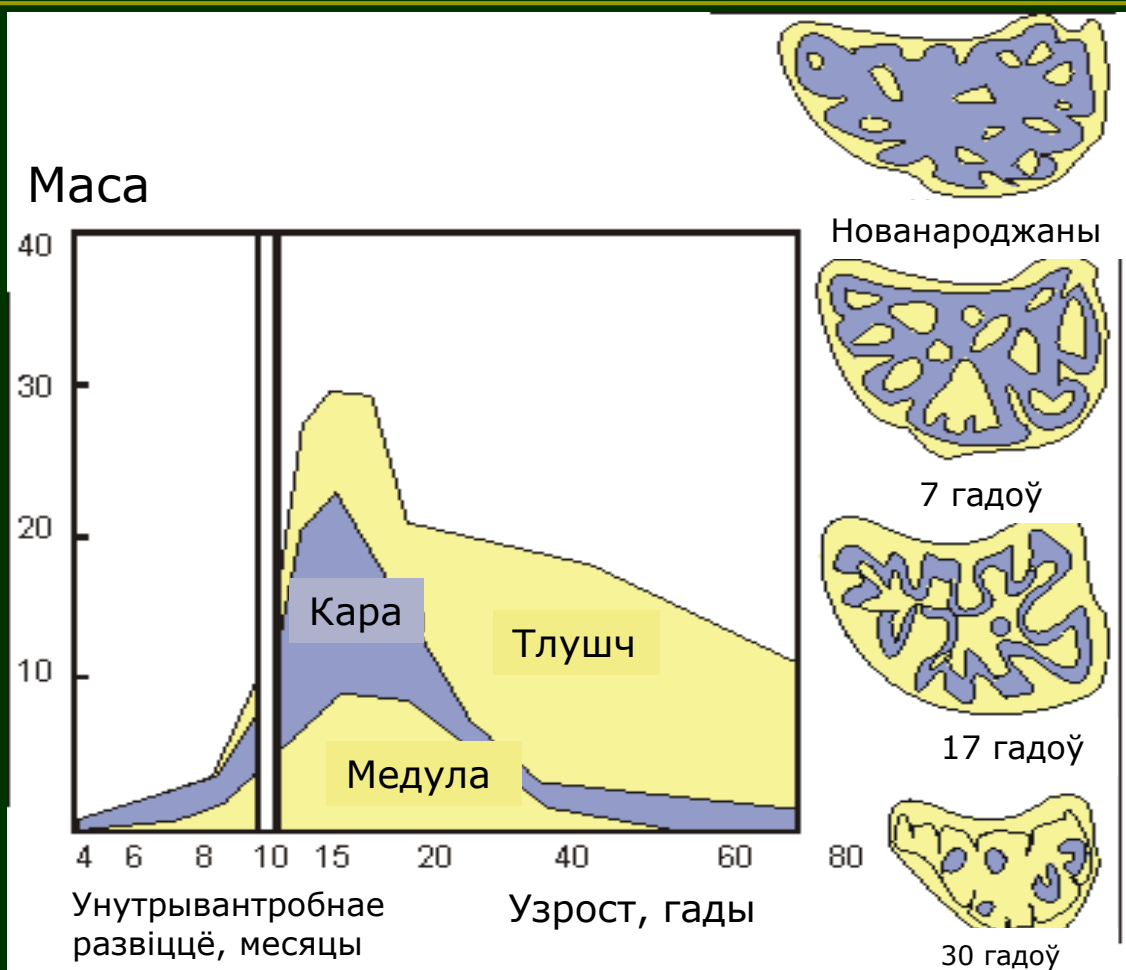 Маса
40
30
20
10
Кара
Тлушч
Медула
4 6 8 10 15 20 40 60 80
Унутрывантробнае
развіццё, месяцы
Узрост, гады
Нованароджаны
7 гадоў
17 гадоў
30 гадоў